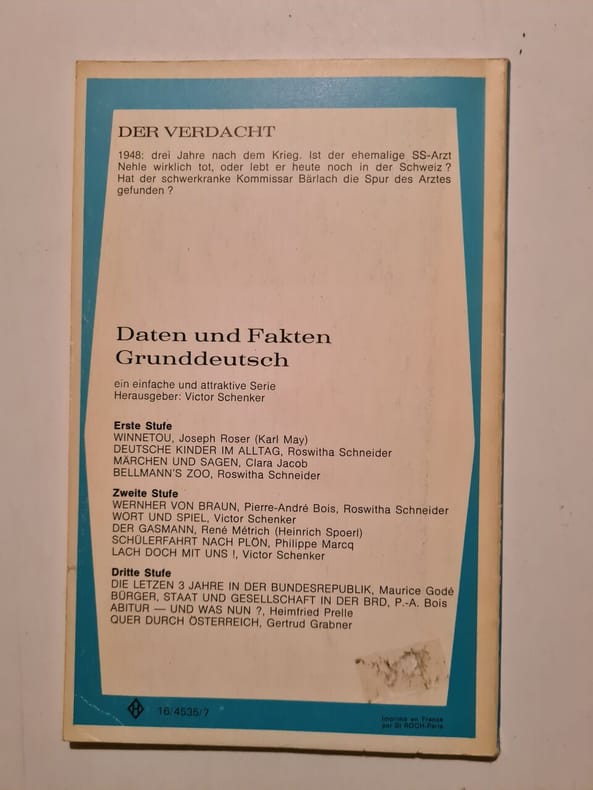 DER VERDACHT
1948: drei Jahre nach dem Krieg. Ist der ehemalige SS-Arzt
Nehle wirklich tot, oder lebt er heute noch in der Schweiz ?
Hat der schwerkranke Kommissar Bärlach die Spur des Arztes
gefunden ?
Daten und Fakten
Grunddeutsch
ein einfache und attraktive Serie
Herausgeber: Victor Schenker
Erste Stufe
WINNETOU, Joseph Roser (Karl May)
DEUTSCHE KINDER IM ALLTAG, Roswitha Schneider
MÄRCHEN UND SAGEN, Clara Jacob
BELLMANN'S ZOO, Roswitha Schneider
Zweite Stufe
WERNHER VON BRAUN, Pierre-André Bois, Roswitha Schneider
WORT UND SPIEL, Victor Schenker
DER GASMANN, René Métrich (Heinrich Spoerl)
SCHÜLERFAHRT NACH PLÖN, Philippe Marcq
LACH DOCH MIT UNS !, Victor Schenker
Dritte Stufe
DIE LETZEN 3 JAHRE IN DER BUNDESREPUBLIK, Maurice Godé
BÜRGER, STAAT UND GESELLSCHAFT IN DER BRD, P.-A. Bois
ABITUR — UND WAS NUN ?, Heimfried Prelle
QUER DURCH ÖSTERREICH, Gertrud Grabner
H 16/4535/7
Imprimé en France
par St ROCH-Paris